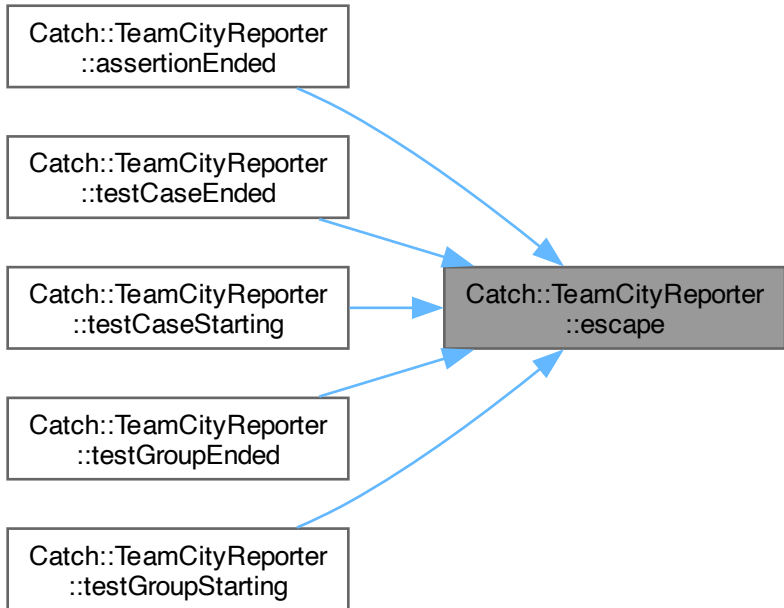 Catch::TeamCityReporter
::assertionEnded
Catch::TeamCityReporter
::testCaseEnded
Catch::TeamCityReporter
::testCaseStarting
Catch::TeamCityReporter
::escape
Catch::TeamCityReporter
::testGroupEnded
Catch::TeamCityReporter
::testGroupStarting